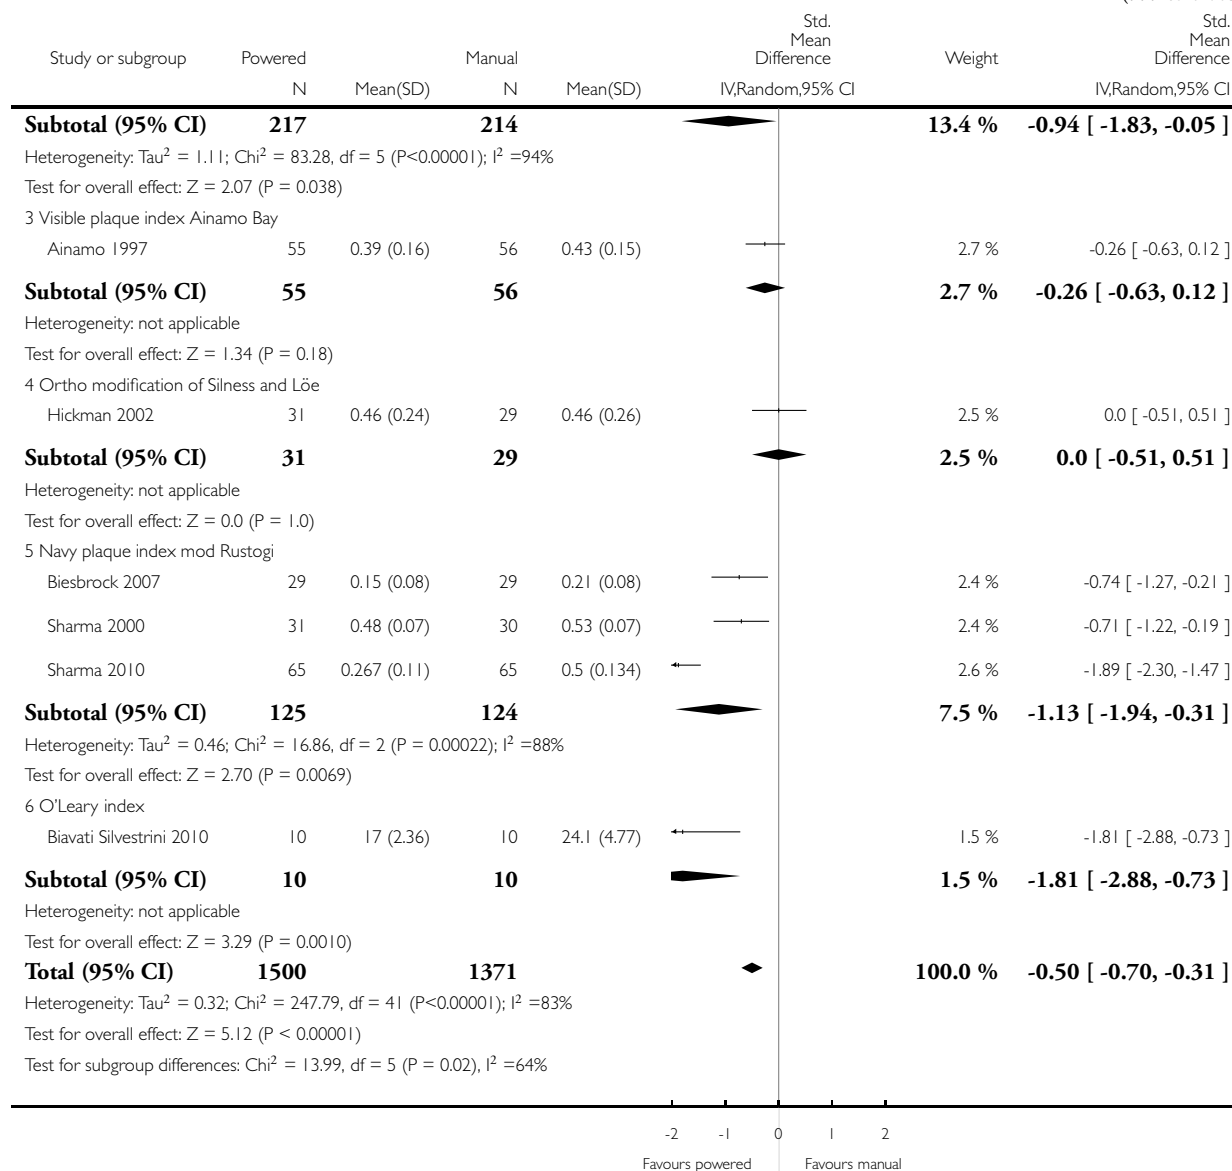 Std.
Mean
Difference
Std.
Mean
Difference
Study or subgroup Powered Manual Weight
N Mean(SD) N Mean(SD) IV,Random,95% CI IV,Random,95% CI
Subtotal (95% CI) 217 214 13.4 % -0.94 [ -1.83, -0.05 ]
Heterogeneity: Tau² = 1.11; Chi² = 83.28, df = 5 (P<0.00001); I² =94%
Test for overall effect: Z = 2.07 (P = 0.038)
3 Visible plaque index Ainamo Bay
Ainamo 1997 55 0.39 (0.16) 56 0.43 (0.15) 2.7 % -0.26 [ -0.63, 0.12 ]
Subtotal (95% CI) 55 56 2.7 % -0.26 [ -0.63, 0.12 ]
Heterogeneity: not applicable
Test for overall effect: Z = 1.34 (P = 0.18)
4 Ortho modification of Silness and Löe
Hickman 2002 31 0.46 (0.24) 29 0.46 (0.26) 2.5 % 0.0 [ -0.51, 0.51 ]
Subtotal (95% CI) 31 29 2.5 % 0.0 [ -0.51, 0.51 ]
Heterogeneity: not applicable
Test for overall effect: Z = 0.0 (P = 1.0)
5 Navy plaque index mod Rustogi
Biesbrock 2007 29 0.15 (0.08) 29 0.21 (0.08) 2.4 % -0.74 [ -1.27, -0.21 ]
Sharma 2000 31 0.48 (0.07) 30 0.53 (0.07) 2.4 % -0.71 [ -1.22, -0.19 ]
Sharma 2010 65 0.267 (0.11) 65 0.5 (0.134) 2.6 % -1.89 [ -2.30, -1.47 ]
Subtotal (95% CI) 125 124 7.5 % -1.13 [ -1.94, -0.31 ]
Heterogeneity: Tau² = 0.46; Chi² = 16.86, df = 2 (P = 0.00022); I² =88%
Test for overall effect: Z = 2.70 (P = 0.0069)
6 O'Leary index
Biavati Silvestrini 2010 10 17 (2.36) 10 24.1 (4.77) 1.5 % -1.81 [ -2.88, -0.73 ]
Subtotal (95% CI) 10 10 1.5 % -1.81 [ -2.88, -0.73 ]
Heterogeneity: not applicable
Test for overall effect: Z = 3.29 (P = 0.0010)
Total (95% CI) 1500 1371 100.0 % -0.50 [ -0.70, -0.31 ]
Heterogeneity: Tau² = 0.32; Chi² = 247.79, df = 41 (P<0.00001); I² =83%
Test for overall effect: Z = 5.12 (P < 0.00001)
Test for subgroup differences: Chi² = 13.99, df = 5 (P = 0.02), I² =64%
-2 -1 0 1 2
Favours powered Favours manual